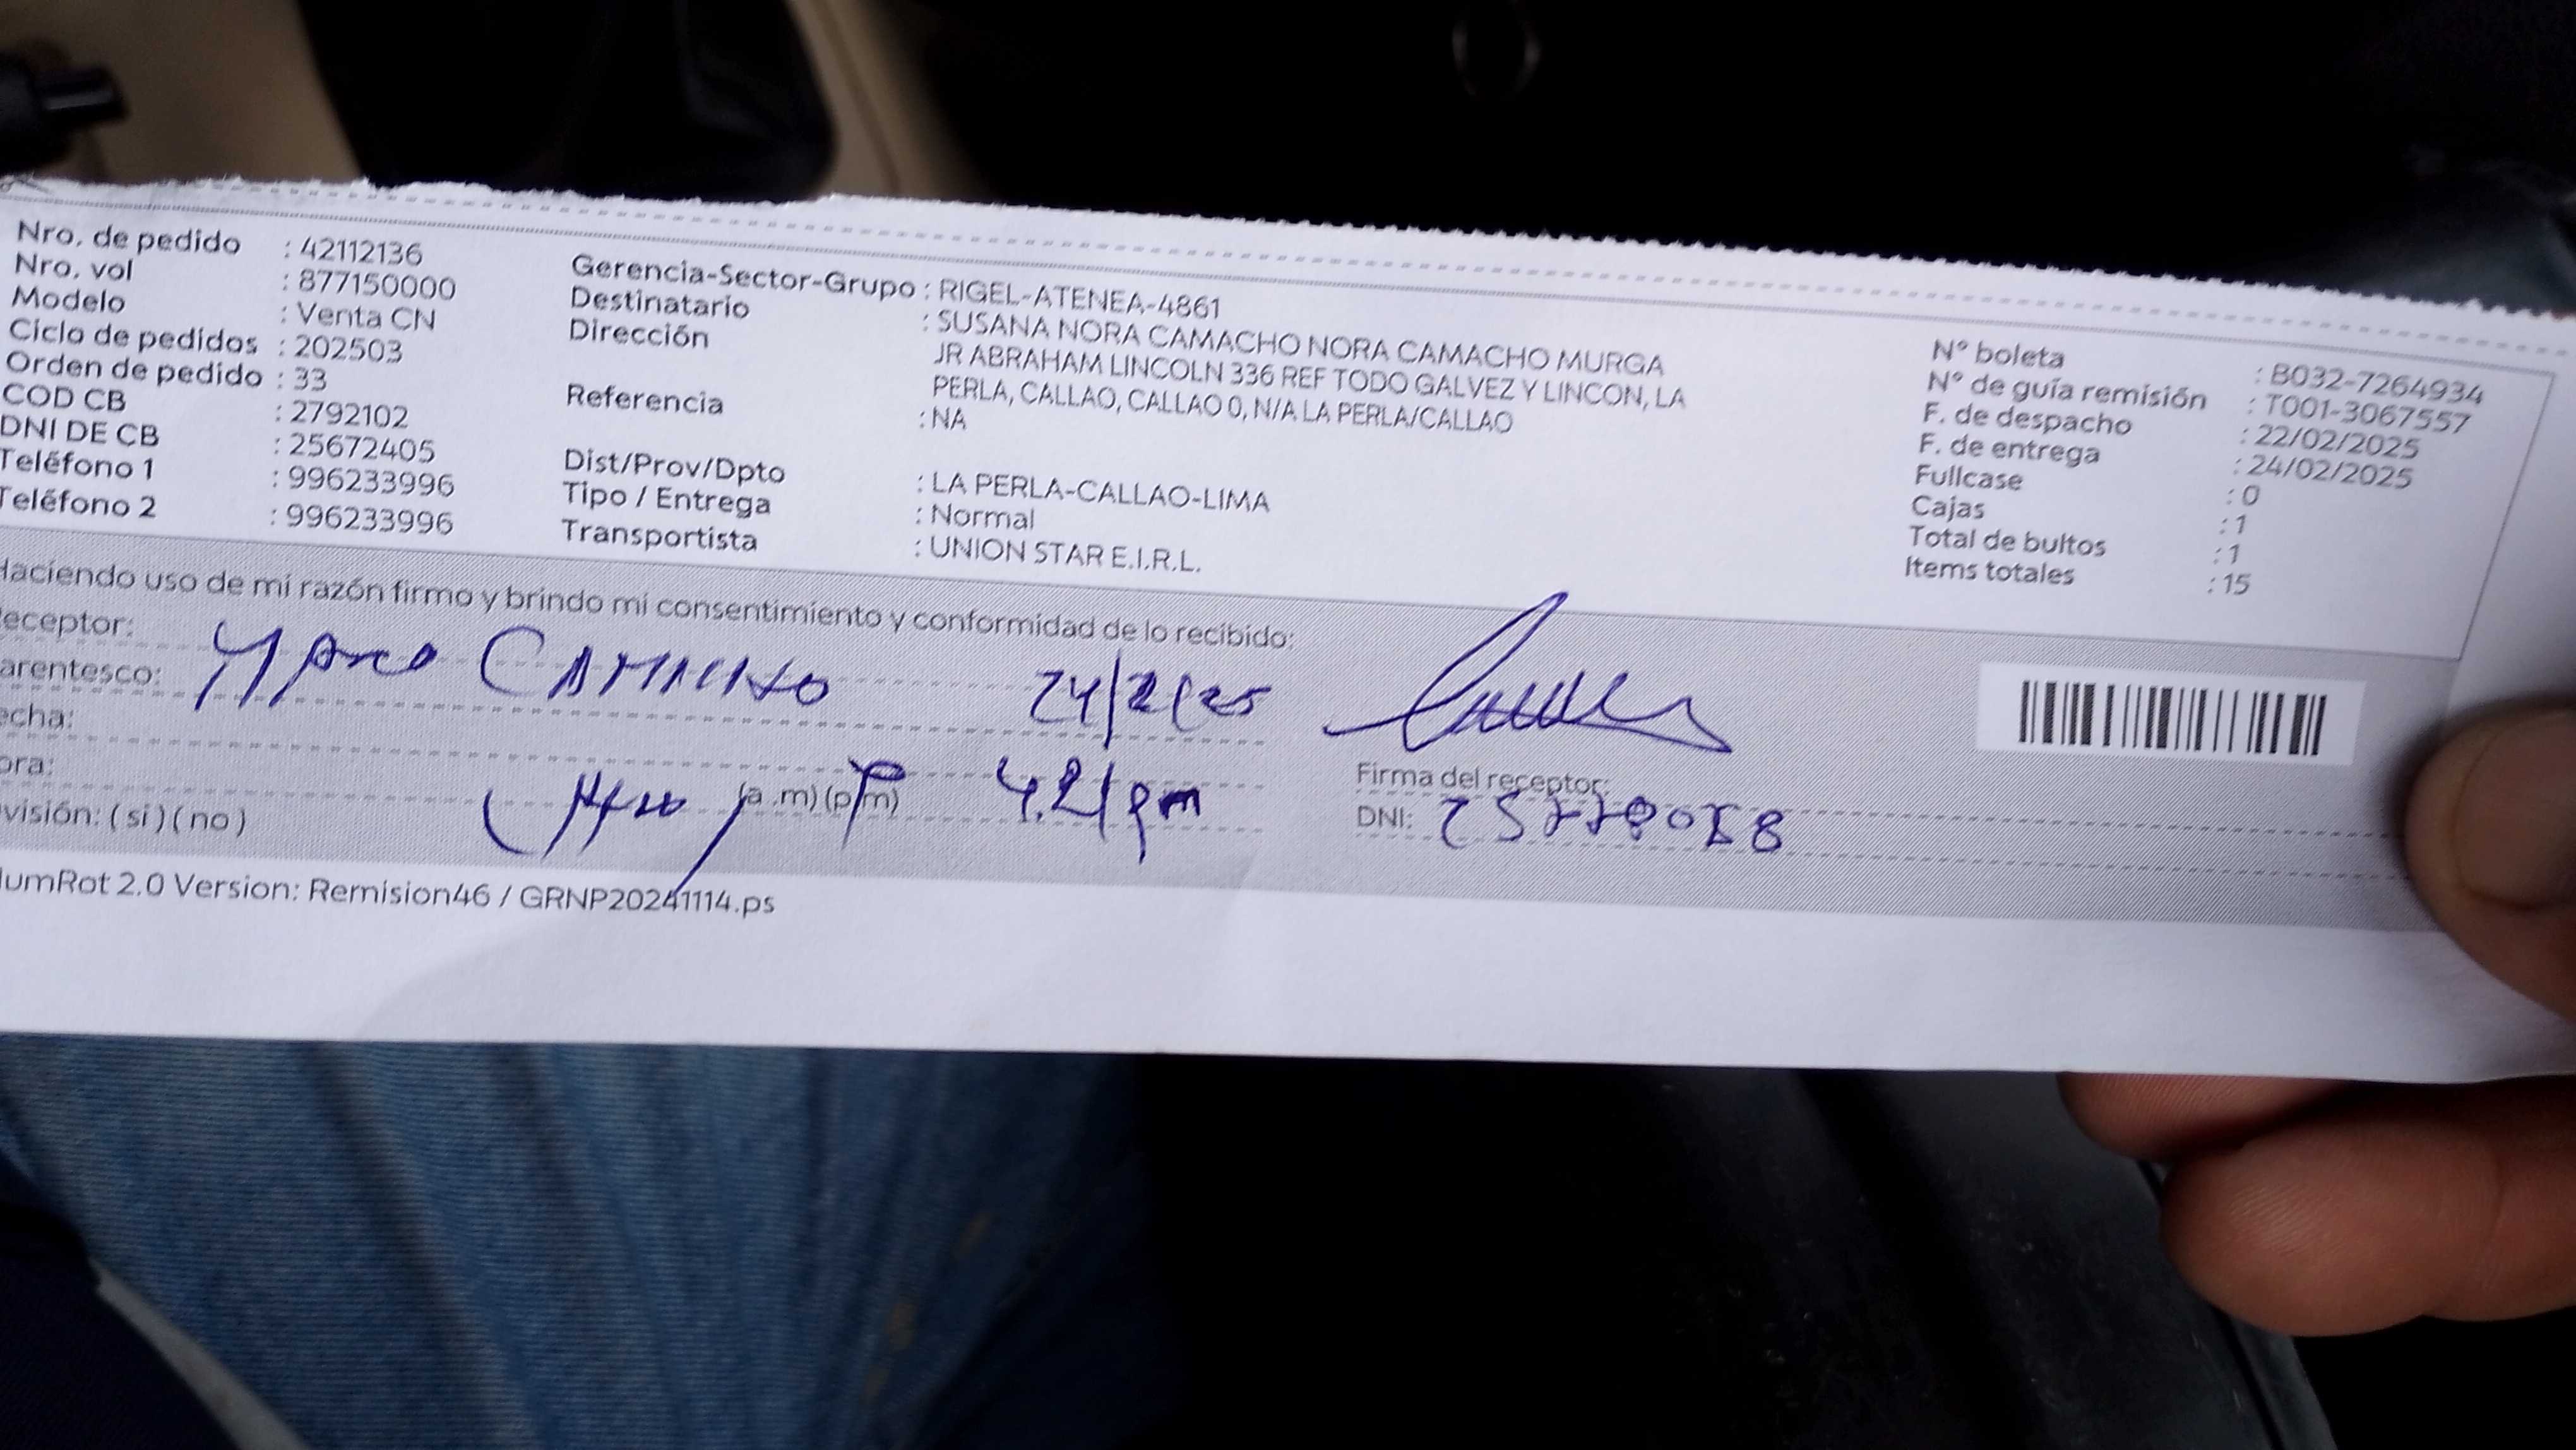 Nro. de pedido : 42112136
Nro. vol : 877150000
Modelo : Venta CN
Ciclo de pedidos : 202503
Orden de pedido : 33
COD CB : 2792102
DNI DE CB : 25672405
Teléfono 1 : 996233996
Teléfono 2 : 996233996
Gerencia-Sector-Grupo : RIGEL-ATENEA-4861
Destinatario : SUSANA NORA CAMACHO NORA CAMACHO MURGA
Dirección JR ABRAHAM LINCOLN 336 REF TODO GALVEZ Y LINCON, LA
PERLA, CALLAO, CALLAO 0, N/A LA PERLA/CALLAO
Referencia : NA
Dist/Prov/Dpto : LA PERLA-CALLAO-LIMA
Tipo / Entrega : Normal
Transportista : UNION STAR E.I.R.L.
N° boleta : B032-7264934
N° de guía remisión : T001-3067557
F. de despacho : 22/02/2025
F. de entrega : 24/02/2025
Fullcase : 0
Cajas : 1
Total de bultos : 1
Items totales : 15
Haciendo uso de mi razón firmo y brindo mi consentimiento y conformidad de lo recibido:
eceptor:
arentesco: CAMACHO 24/2/25
echa:
ora: (a .m) (p.m) 4.21pm
visión: ( si ) ( no )
Firma del receptor:
DNI:
umRot 2.0 Version: Remision46 / GRNP20241114.ps